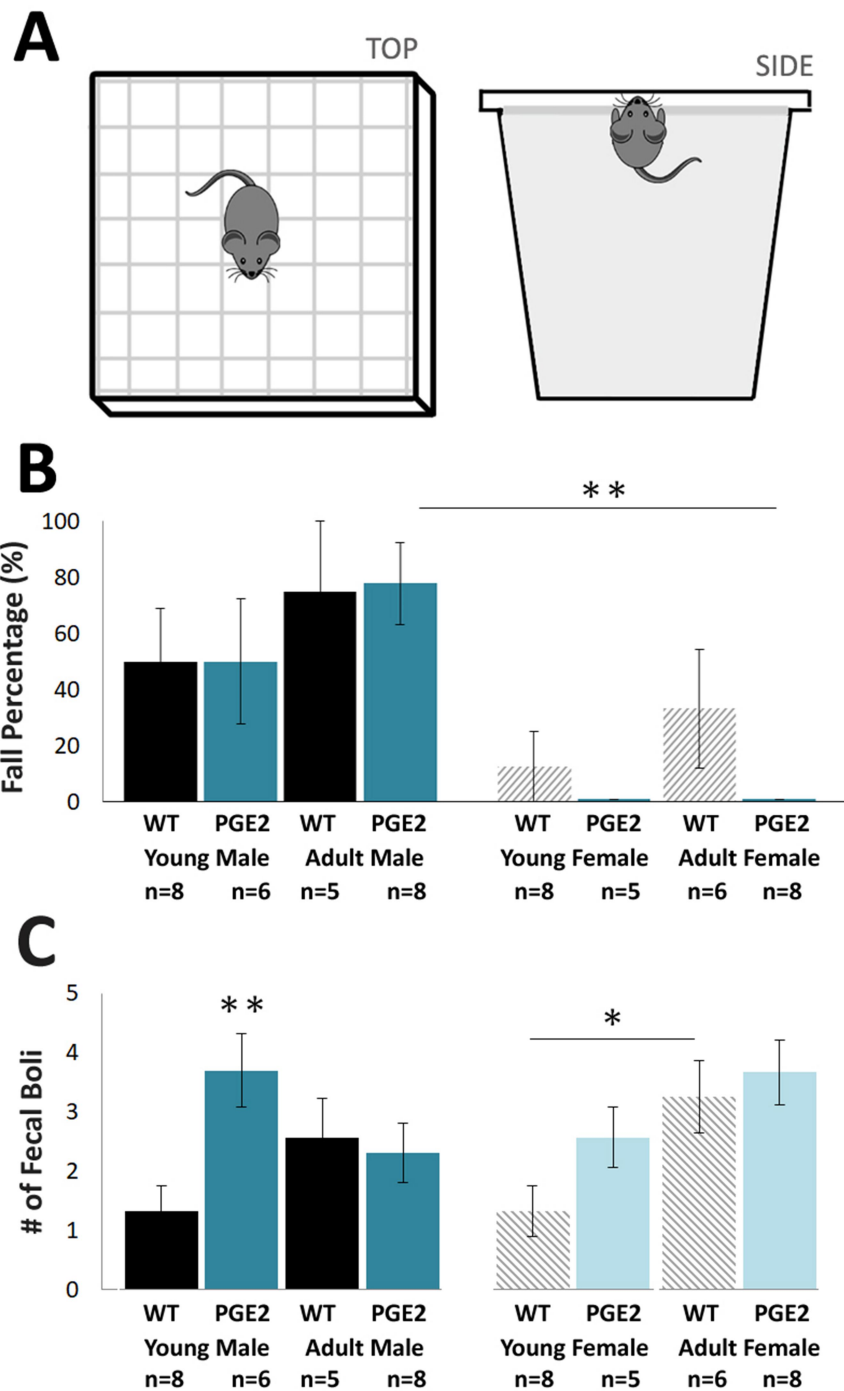 A
TOP
SIDE
B
Fall Percentage (%)
100
80
60
40
20
0
**
WT PGE2 WT PGE2 WT PGE2 WT PGE2
Young Male Adult Male Young Female Adult Female
n=8 n=6 n=5 n=8 n=8 n=5 n=6 n=8
C
# of Fecal Boli
5
4
3
2
1
0
**
*
WT PGE2 WT PGE2 WT PGE2 WT PGE2
Young Male Adult Male Young Female Adult Female
n=8 n=6 n=5 n=8 n=8 n=5 n=6 n=8